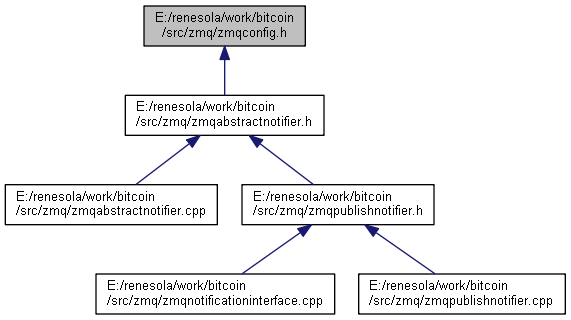 E:/renesola/work/bitcoin
/src/zmq/zmqconfig.h
E:/renesola/work/bitcoin
/src/zmq/zmqabstractnotifier.h
E:/renesola/work/bitcoin
/src/zmq/zmqabstractnotifier.cpp
E:/renesola/work/bitcoin
/src/zmq/zmqpublishnotifier.h
E:/renesola/work/bitcoin
/src/zmq/zmqnotificationinterface.cpp
E:/renesola/work/bitcoin
/src/zmq/zmqpublishnotifier.cpp